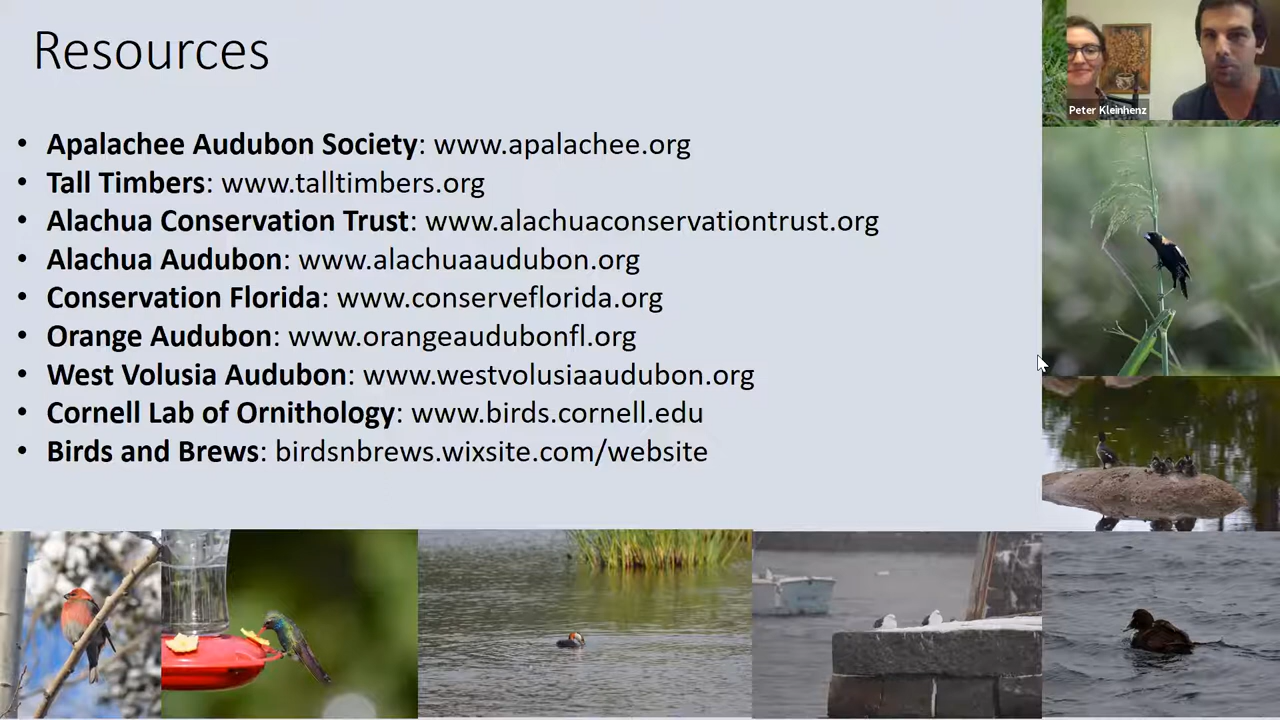 Resources
Peter Kleinhenz
• Apalachee Audubon Society: www.apalachee.org
• Tall Timbers: www.talltimbers.org
• Alachua Conservation Trust: www.alachuaconservationtrust.org
• Alachua Audubon: www.alachuaaudubon.org
• Conservation Florida: www.conserveflorida.org
• Orange Audubon: www.orangeaudubonfl.org
• West Volusia Audubon: www.westvolusiaaudubon.org
• Cornell Lab of Ornithology: www.birds.cornell.edu
• Birds and Brews: birdsnbrews.wixsite.com/website